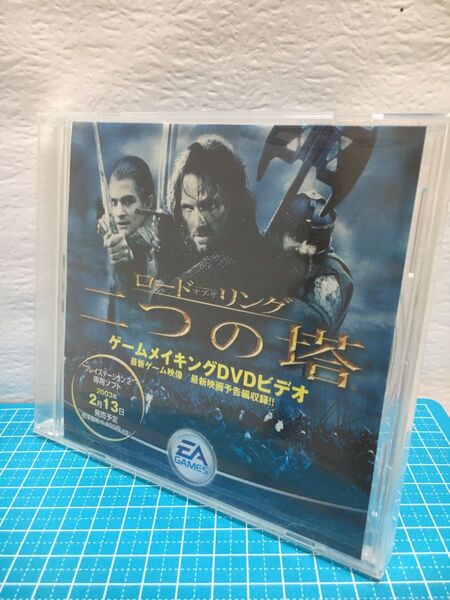 ロード・オブ・ザ・リング
二つの塔
ゲームメイキングDVDビデオ
最新ゲーム映像 最新映画予告編収録!!
プレイステーション2
専用ソフト
2003年
2月13日
発売予定
EA
GAMES